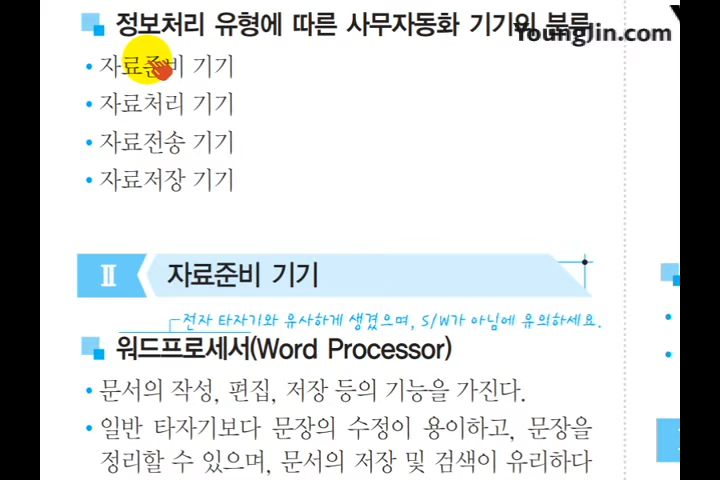 정보처리 유형에 따른 사무자동화 기기의 분류
Youngjin.com
• 자료준비 기기
• 자료처리 기기
• 자료전송 기기
• 자료저장 기기
Ⅱ 자료준비 기기
전자 타자기와 유사하게 생겼으며, S/W가 아님에 유의하세요.
워드프로세서(Word Processor)
• 문서의 작성, 편집, 저장 등의 기능을 가진다.
• 일반 타자기보다 문장의 수정이 용이하고, 문장을
정리할 수 있으며, 문서의 저장 및 검색이 유리하다